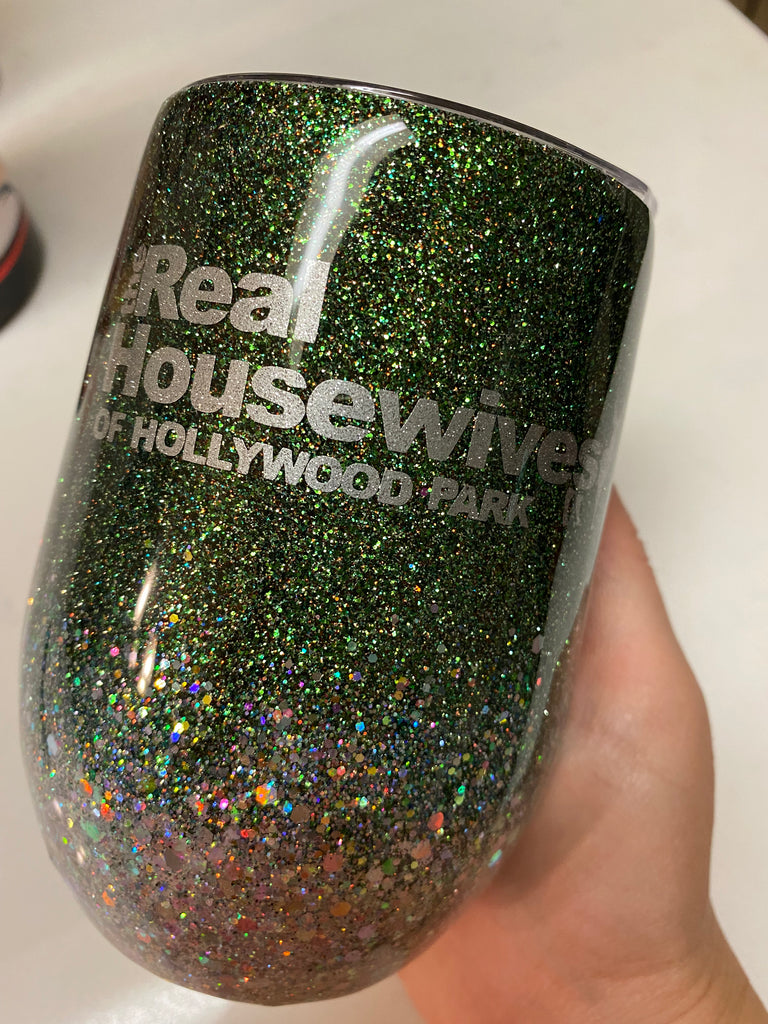 THE Real
Housewives
OF HOLLYWOOD PARK